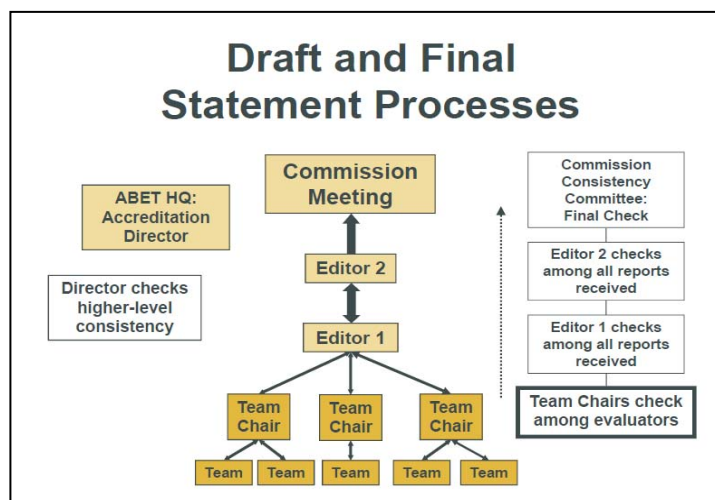 Draft and Final
Statement Processes
Commission
Meeting
ABET HQ:
Accreditation
Director
Director checks
higher-level
consistency
Editor 2
Editor 1
Team
Chair
Team
Chair
Team
Chair
Team
Team
Team
Team
Team
Commission
Consistency
Committee:
Final Check
Editor 2 checks
among all reports
received
Editor 1 checks
among all reports
received
Team Chairs check
among evaluators